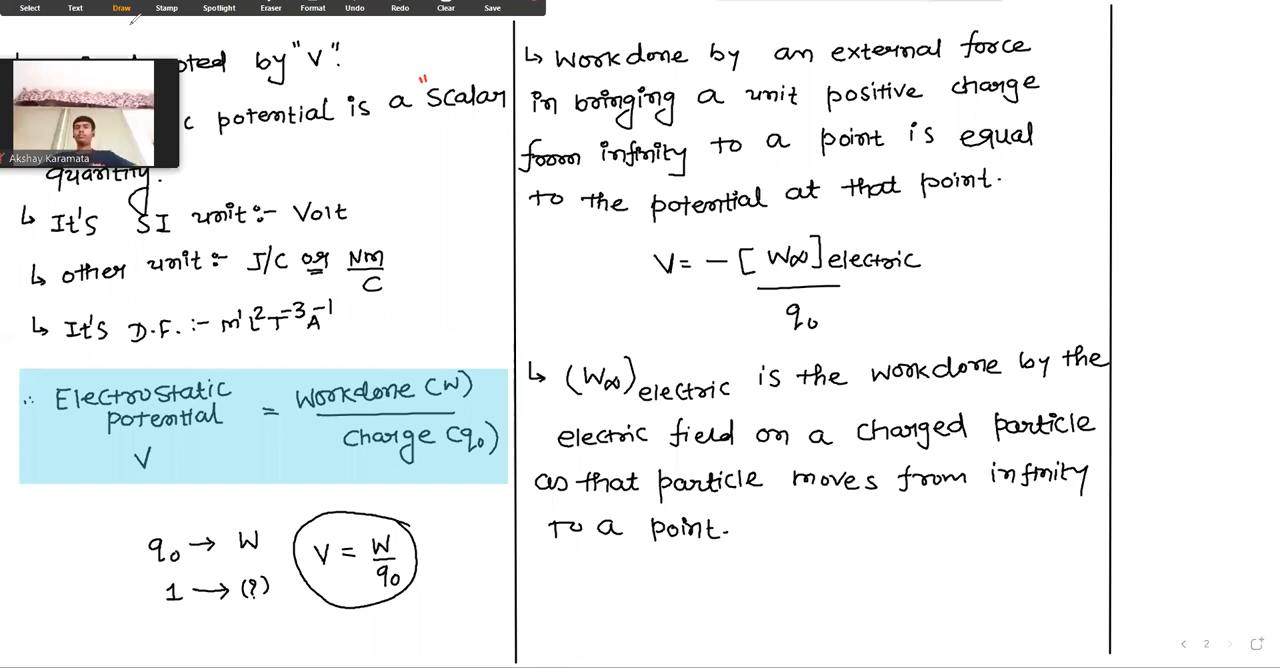 Select Text Draw Stamp Spotlight Eraser Format Undo Redo Clear Save
by "V".
potential is a "scalar
Akshay Karamata
quantity.
↳ It's SI unit:- Volt
↳ other unit:- J/C or Nm/C
↳ It's D.F. :- M¹L²T⁻³A⁻¹
∴ Electrostatic potential V = Workdone (W) / Charge (q₀)
q₀ → W
1 → (?)
V = W/q₀
↳ Workdone by an external force
in bringing a unit positive charge
from infinity to a point is equal
to the potential at that point.
V = - [W∞]electric / q₀
↳ (W∞)electric is the workdone by the
electric field on a charged particle
as that particle moves from infinity
to a point.
2